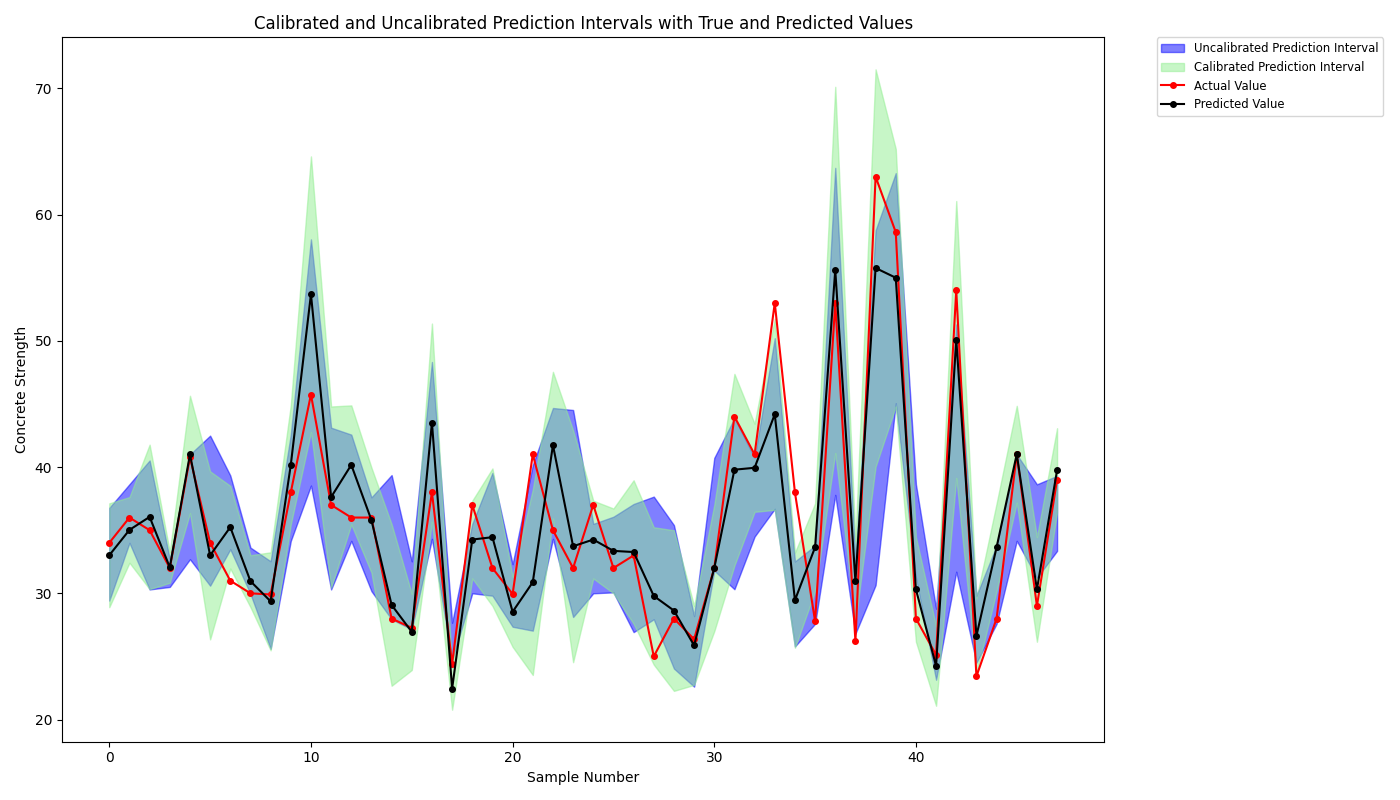 Calibrated and Uncalibrated Prediction Intervals with True and Predicted Values
Uncalibrated Prediction Interval
Calibrated Prediction Interval
Actual Value
Predicted Value
Concrete Strength
70
60
50
40
30
20
0 10 20 30 40
Sample Number